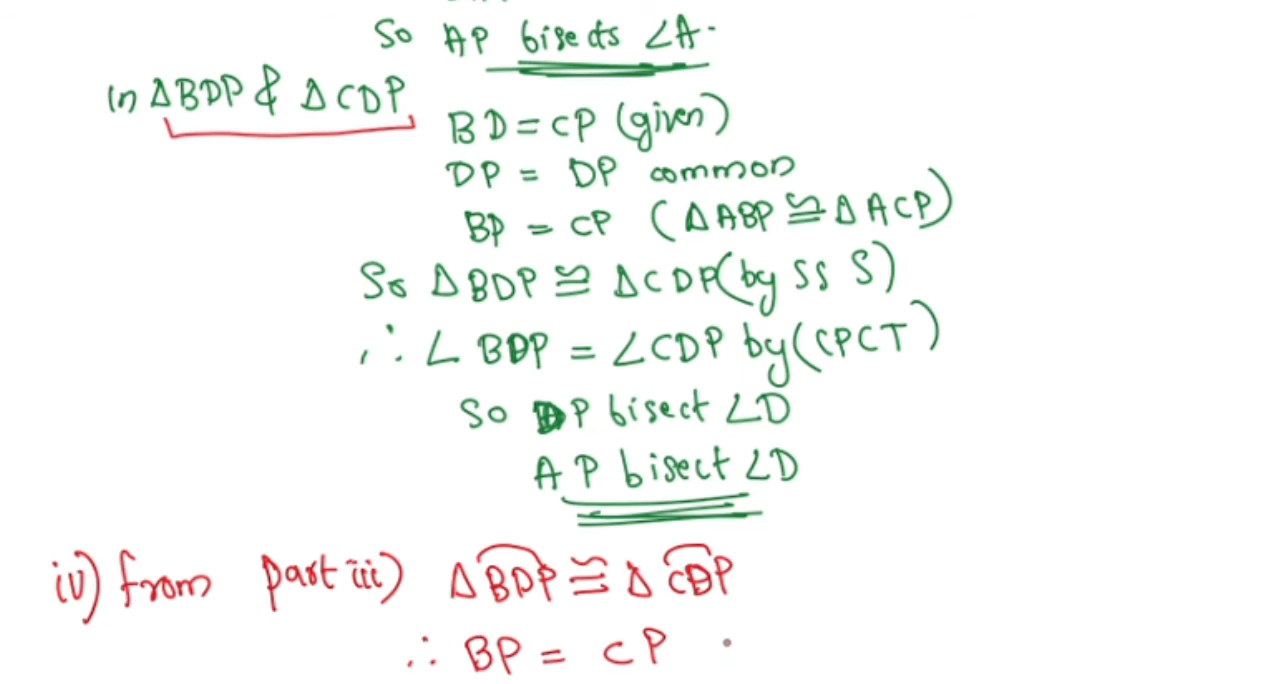 So AP bisects ∠A.
In ΔBDP & ΔCDP
BD = CP (given)
DP = DP common
BP = CP (ΔABP ≅ ΔACP)
So ΔBDP ≅ ΔCDP (by SS S)
∴ ∠BDP = ∠CDP by (CPCT)
So DP bisect ∠D
AP bisect ∠D
iv) from part iii) ΔBDP ≅ ΔCDP
∴ BP = CP